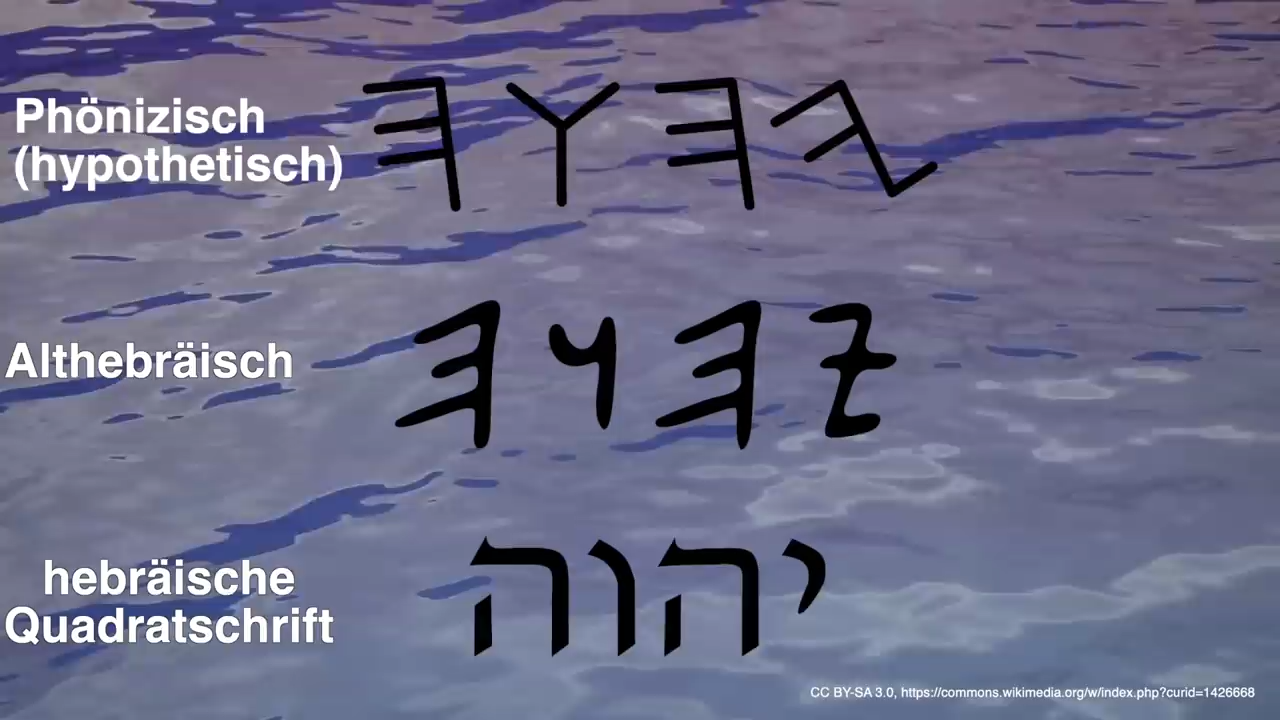 Phönizisch
(hypothetisch)
𐤉𐤄𐤅𐤄
Althebräisch
𐤉𐤄𐤅𐤄
hebräische
Quadratschrift
יהוה
CC BY-SA 3.0, https://commons.wikimedia.org/w/index.php?curid=1426668